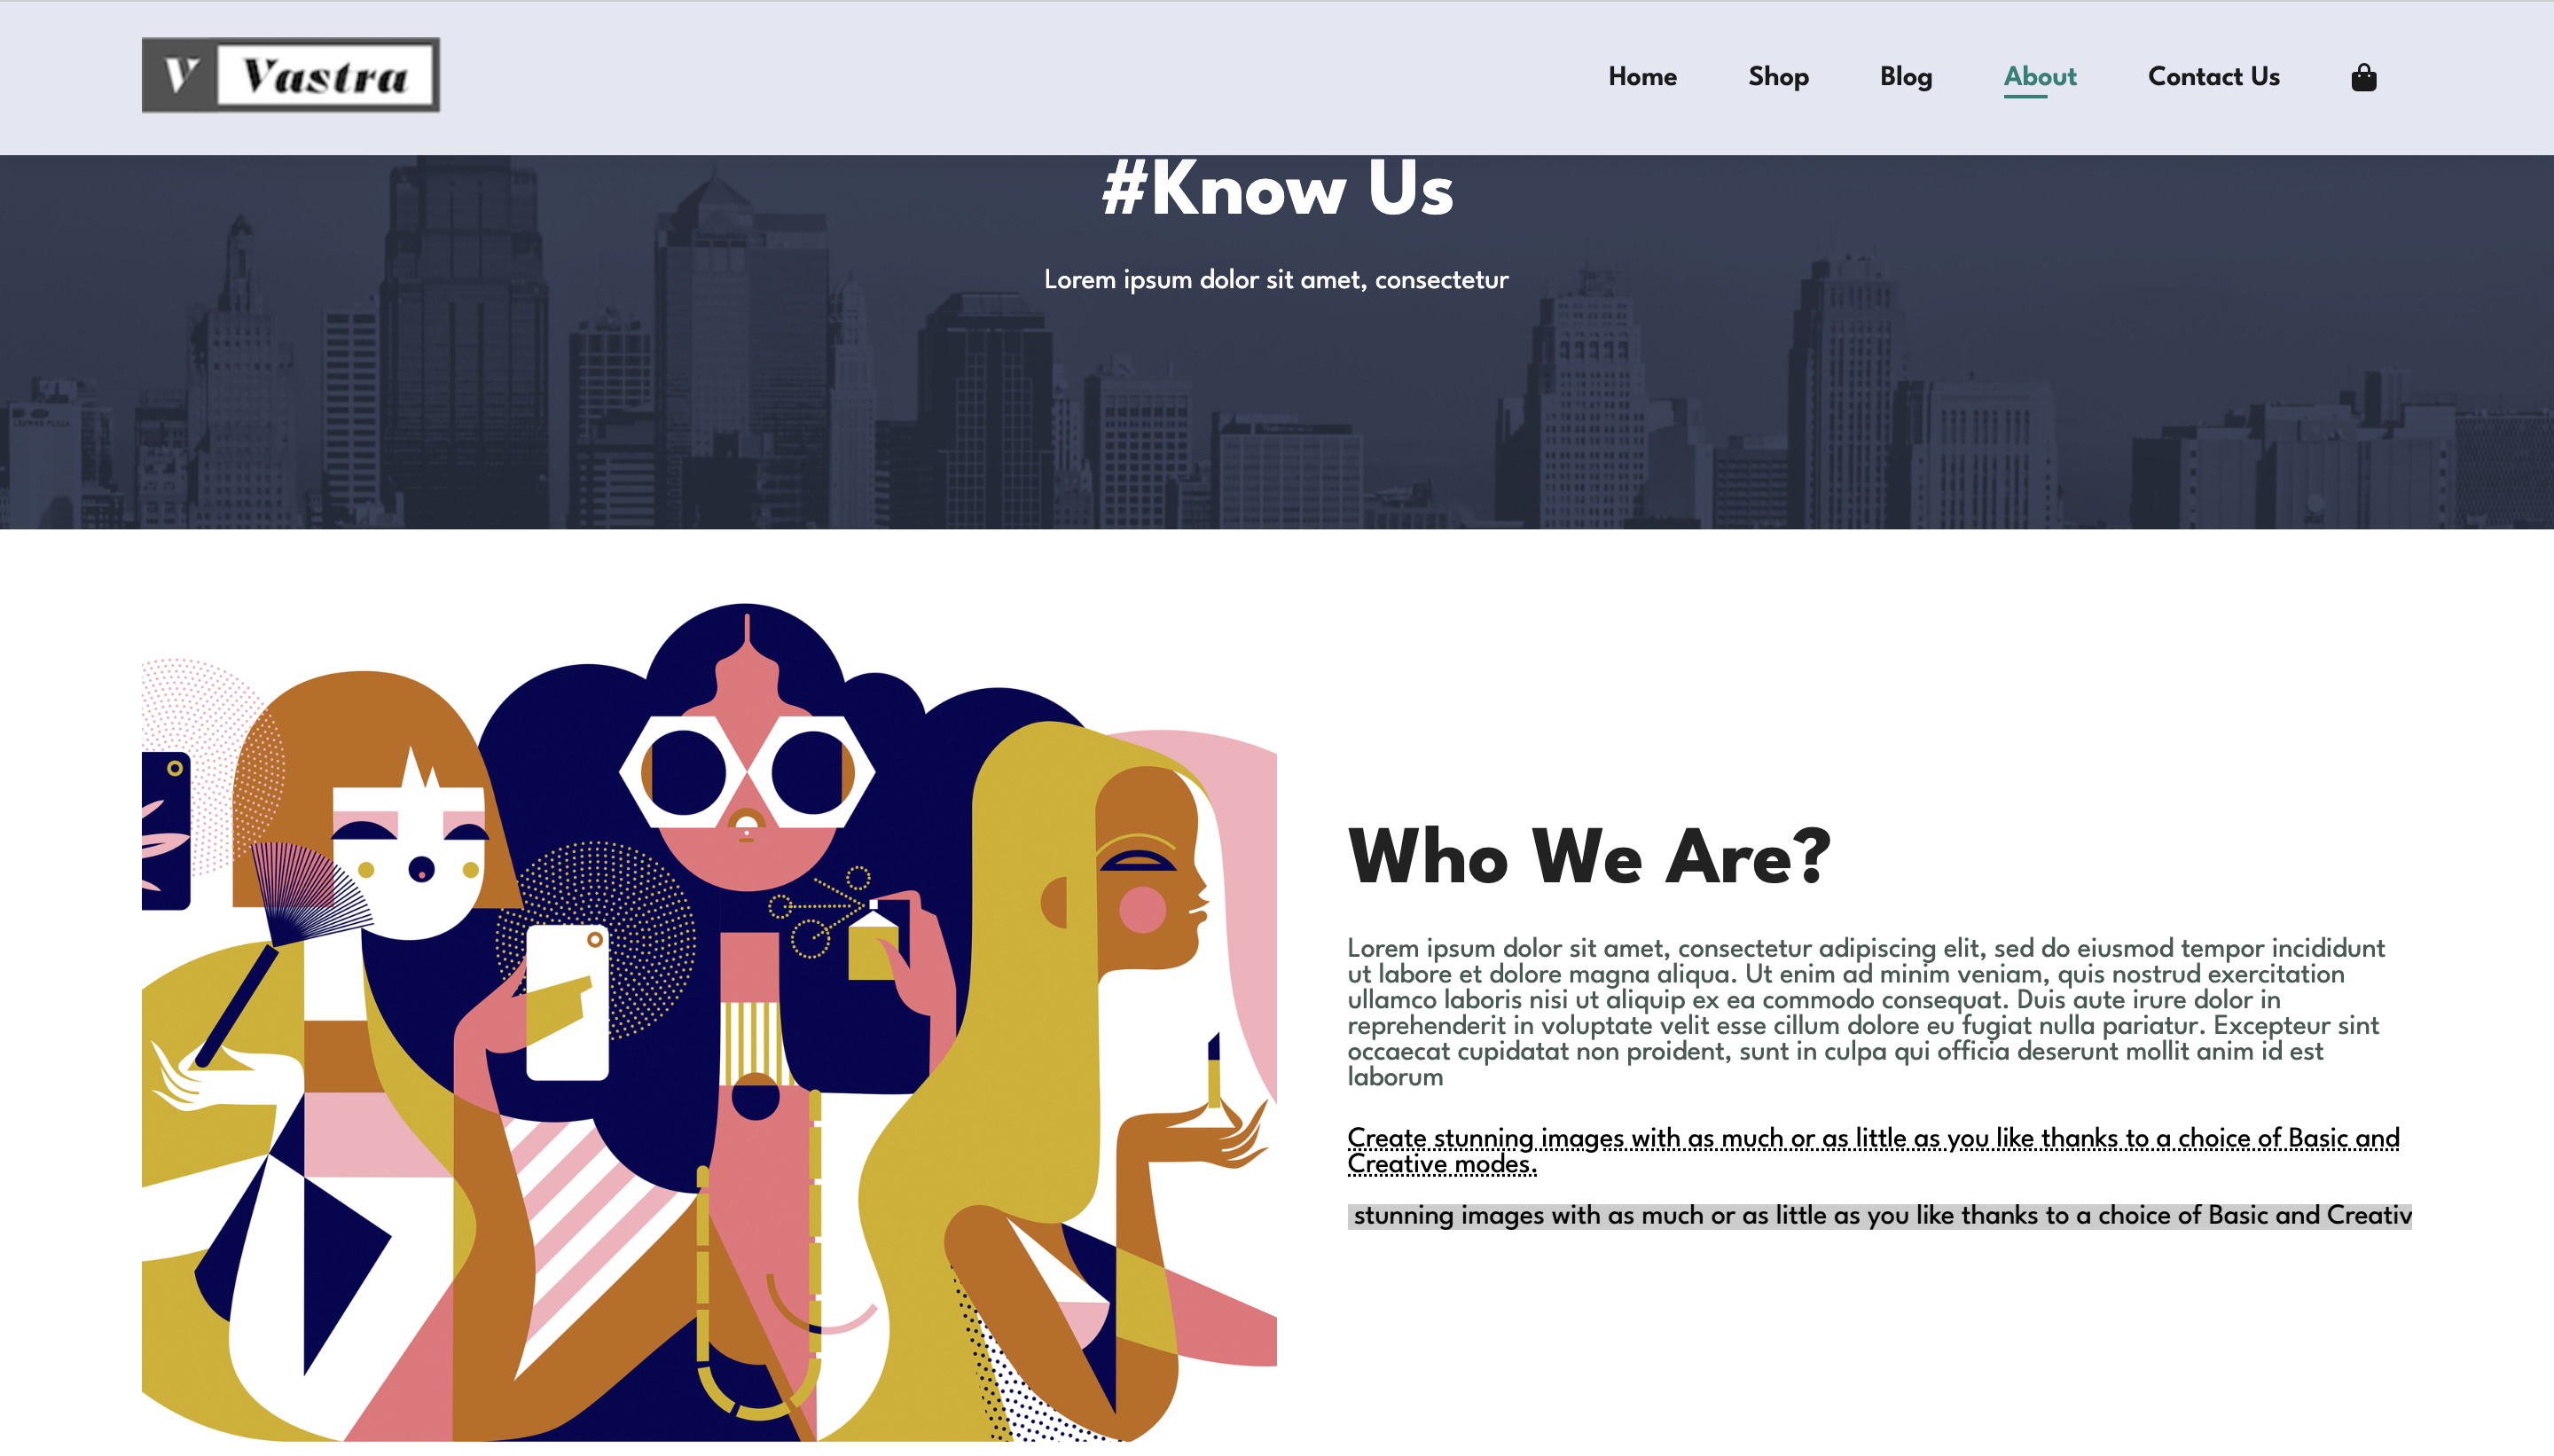 V Vastra
Home Shop Blog About Contact Us
#Know Us
Lorem ipsum dolor sit amet, consectetur
Who We Are?
Lorem ipsum dolor sit amet, consectetur adipiscing elit, sed do eiusmod tempor incididunt
ut labore et dolore magna aliqua. Ut enim ad minim veniam, quis nostrud exercitation
ullamco laboris nisi ut aliquip ex ea commodo consequat. Duis aute irure dolor in
reprehenderit in voluptate velit esse cillum dolore eu fugiat nulla pariatur. Excepteur sint
occaecat cupidatat non proident, sunt in culpa qui officia deserunt mollit anim id est
laborum
Create stunning images with as much or as little as you like thanks to a choice of Basic and
Creative modes.
stunning images with as much or as little as you like thanks to a choice of Basic and Creativ